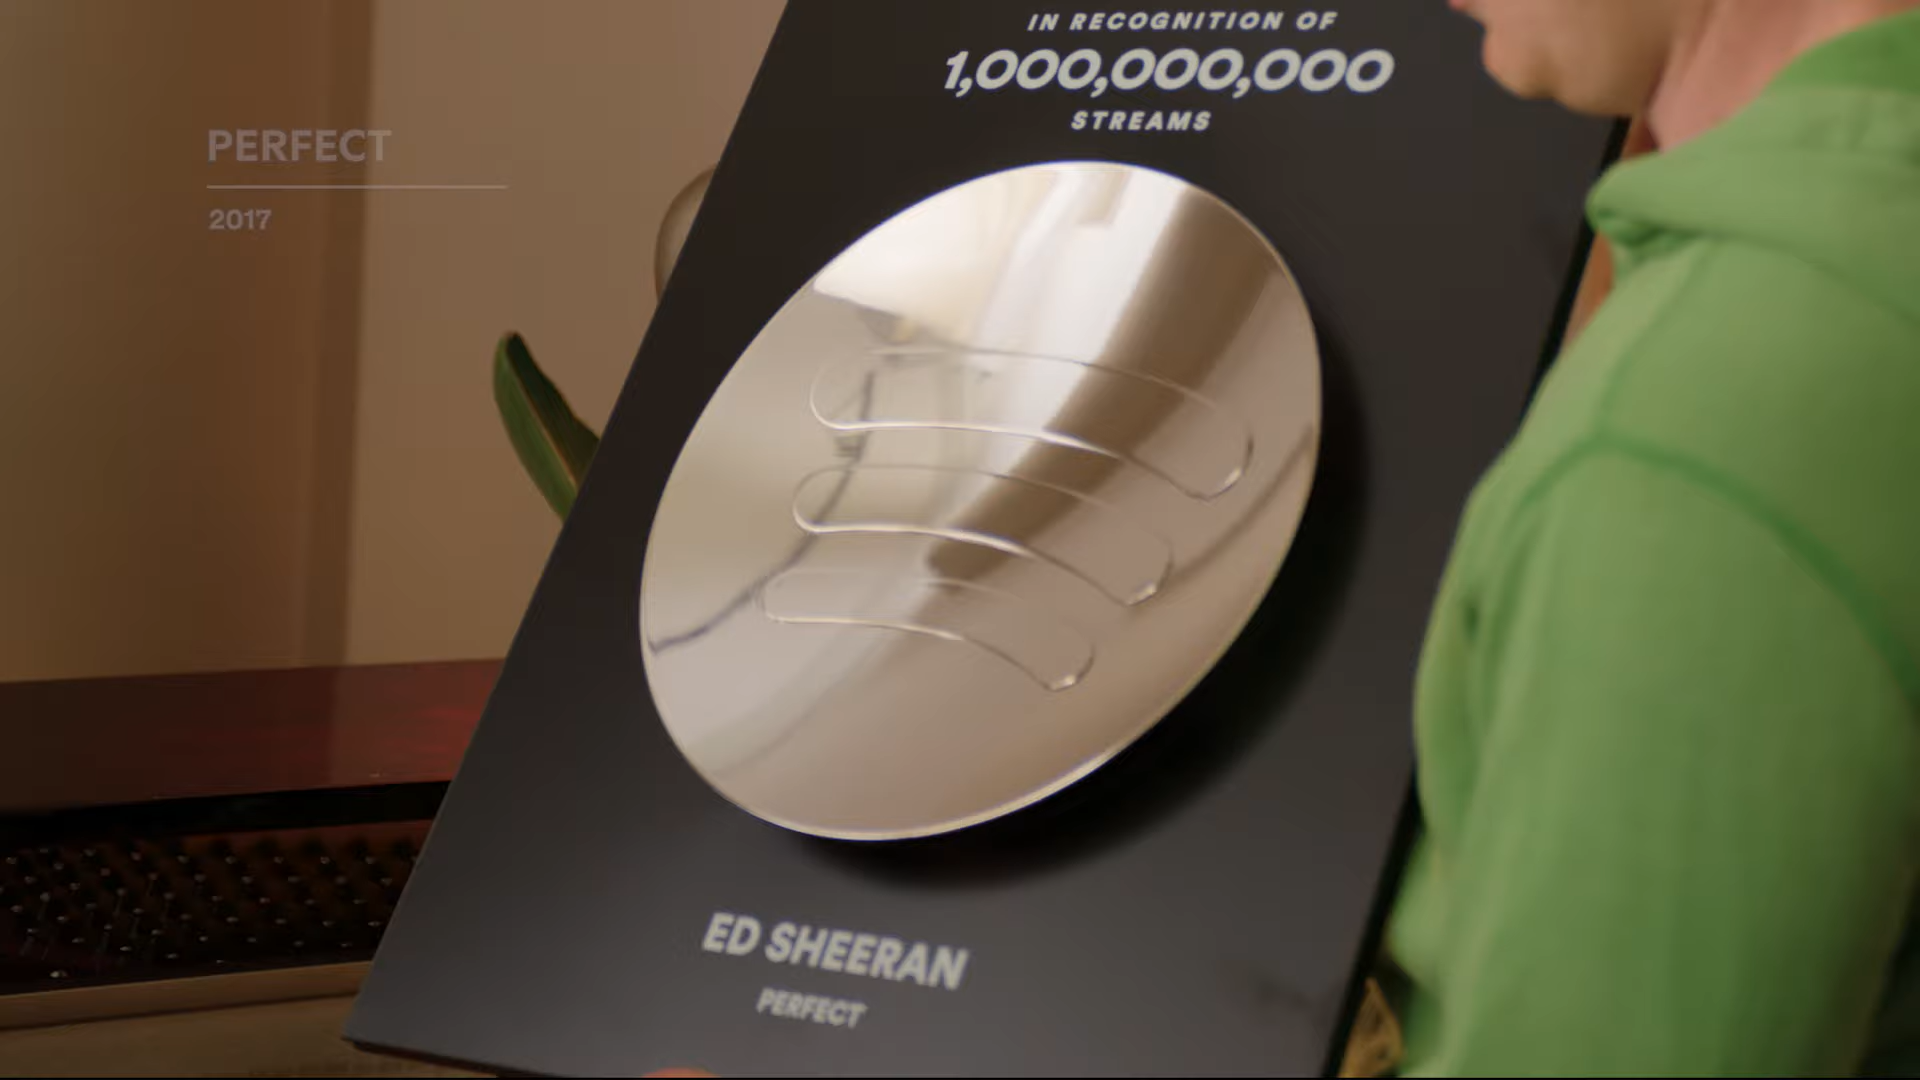 IN RECOGNITION OF
1,000,000,000
STREAMS
PERFECT
2017
ED SHEERAN
PERFECT